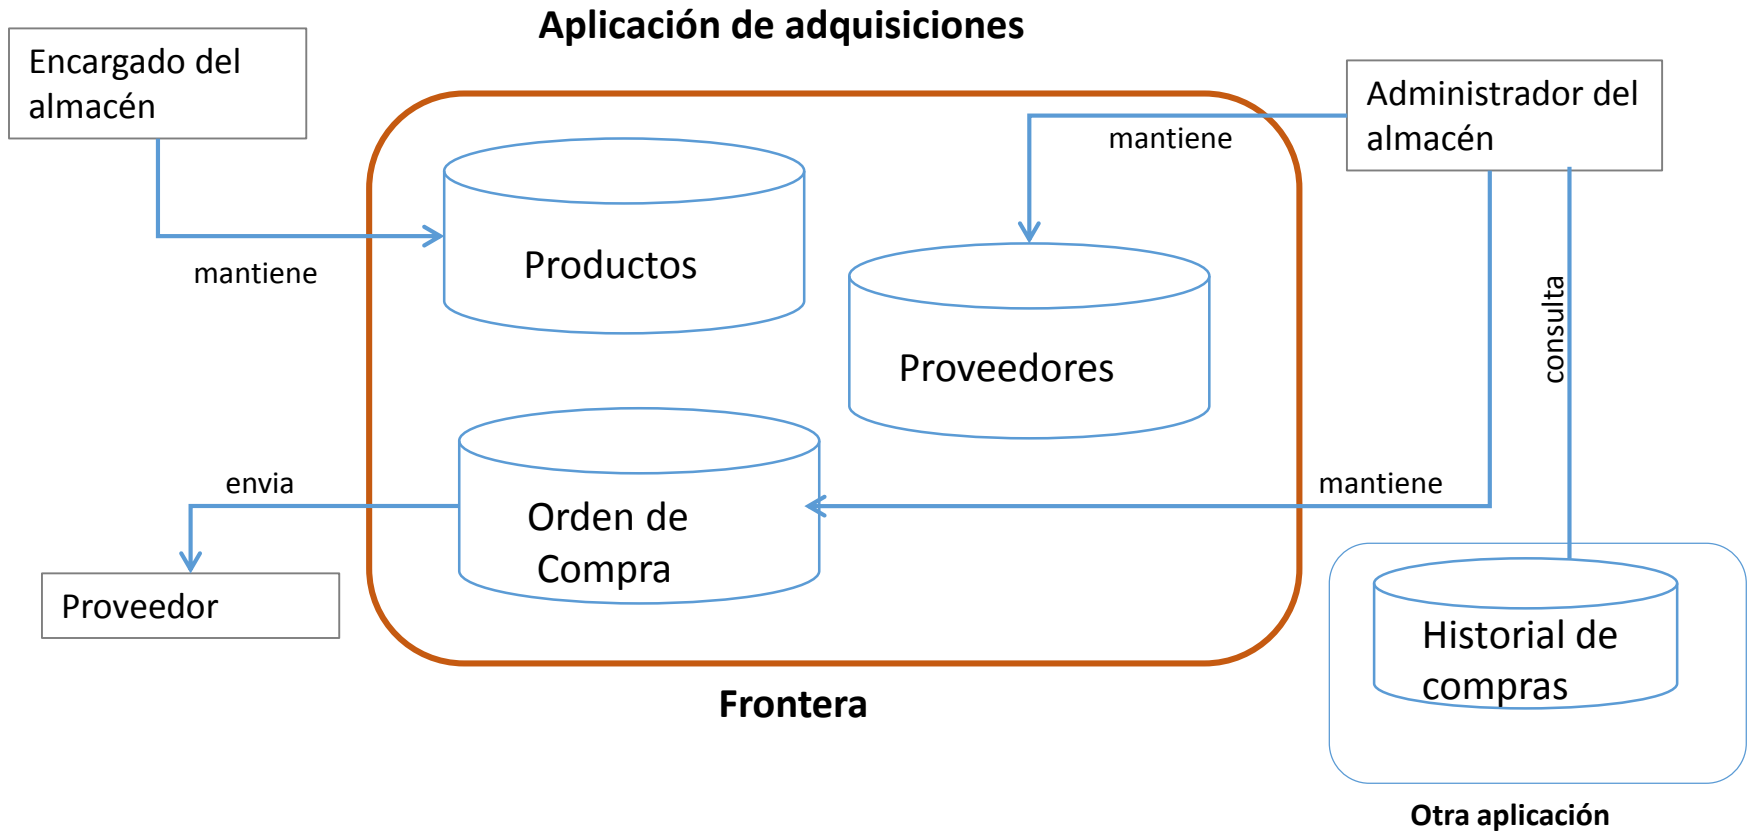 Aplicación de adquisiciones
Encargado del
almacén
Administrador del
almacén
mantiene
Productos
mantiene
Proveedores
consulta
envia
Orden de
Compra
mantiene
Proveedor
Historial de
compras
Frontera
Otra aplicación